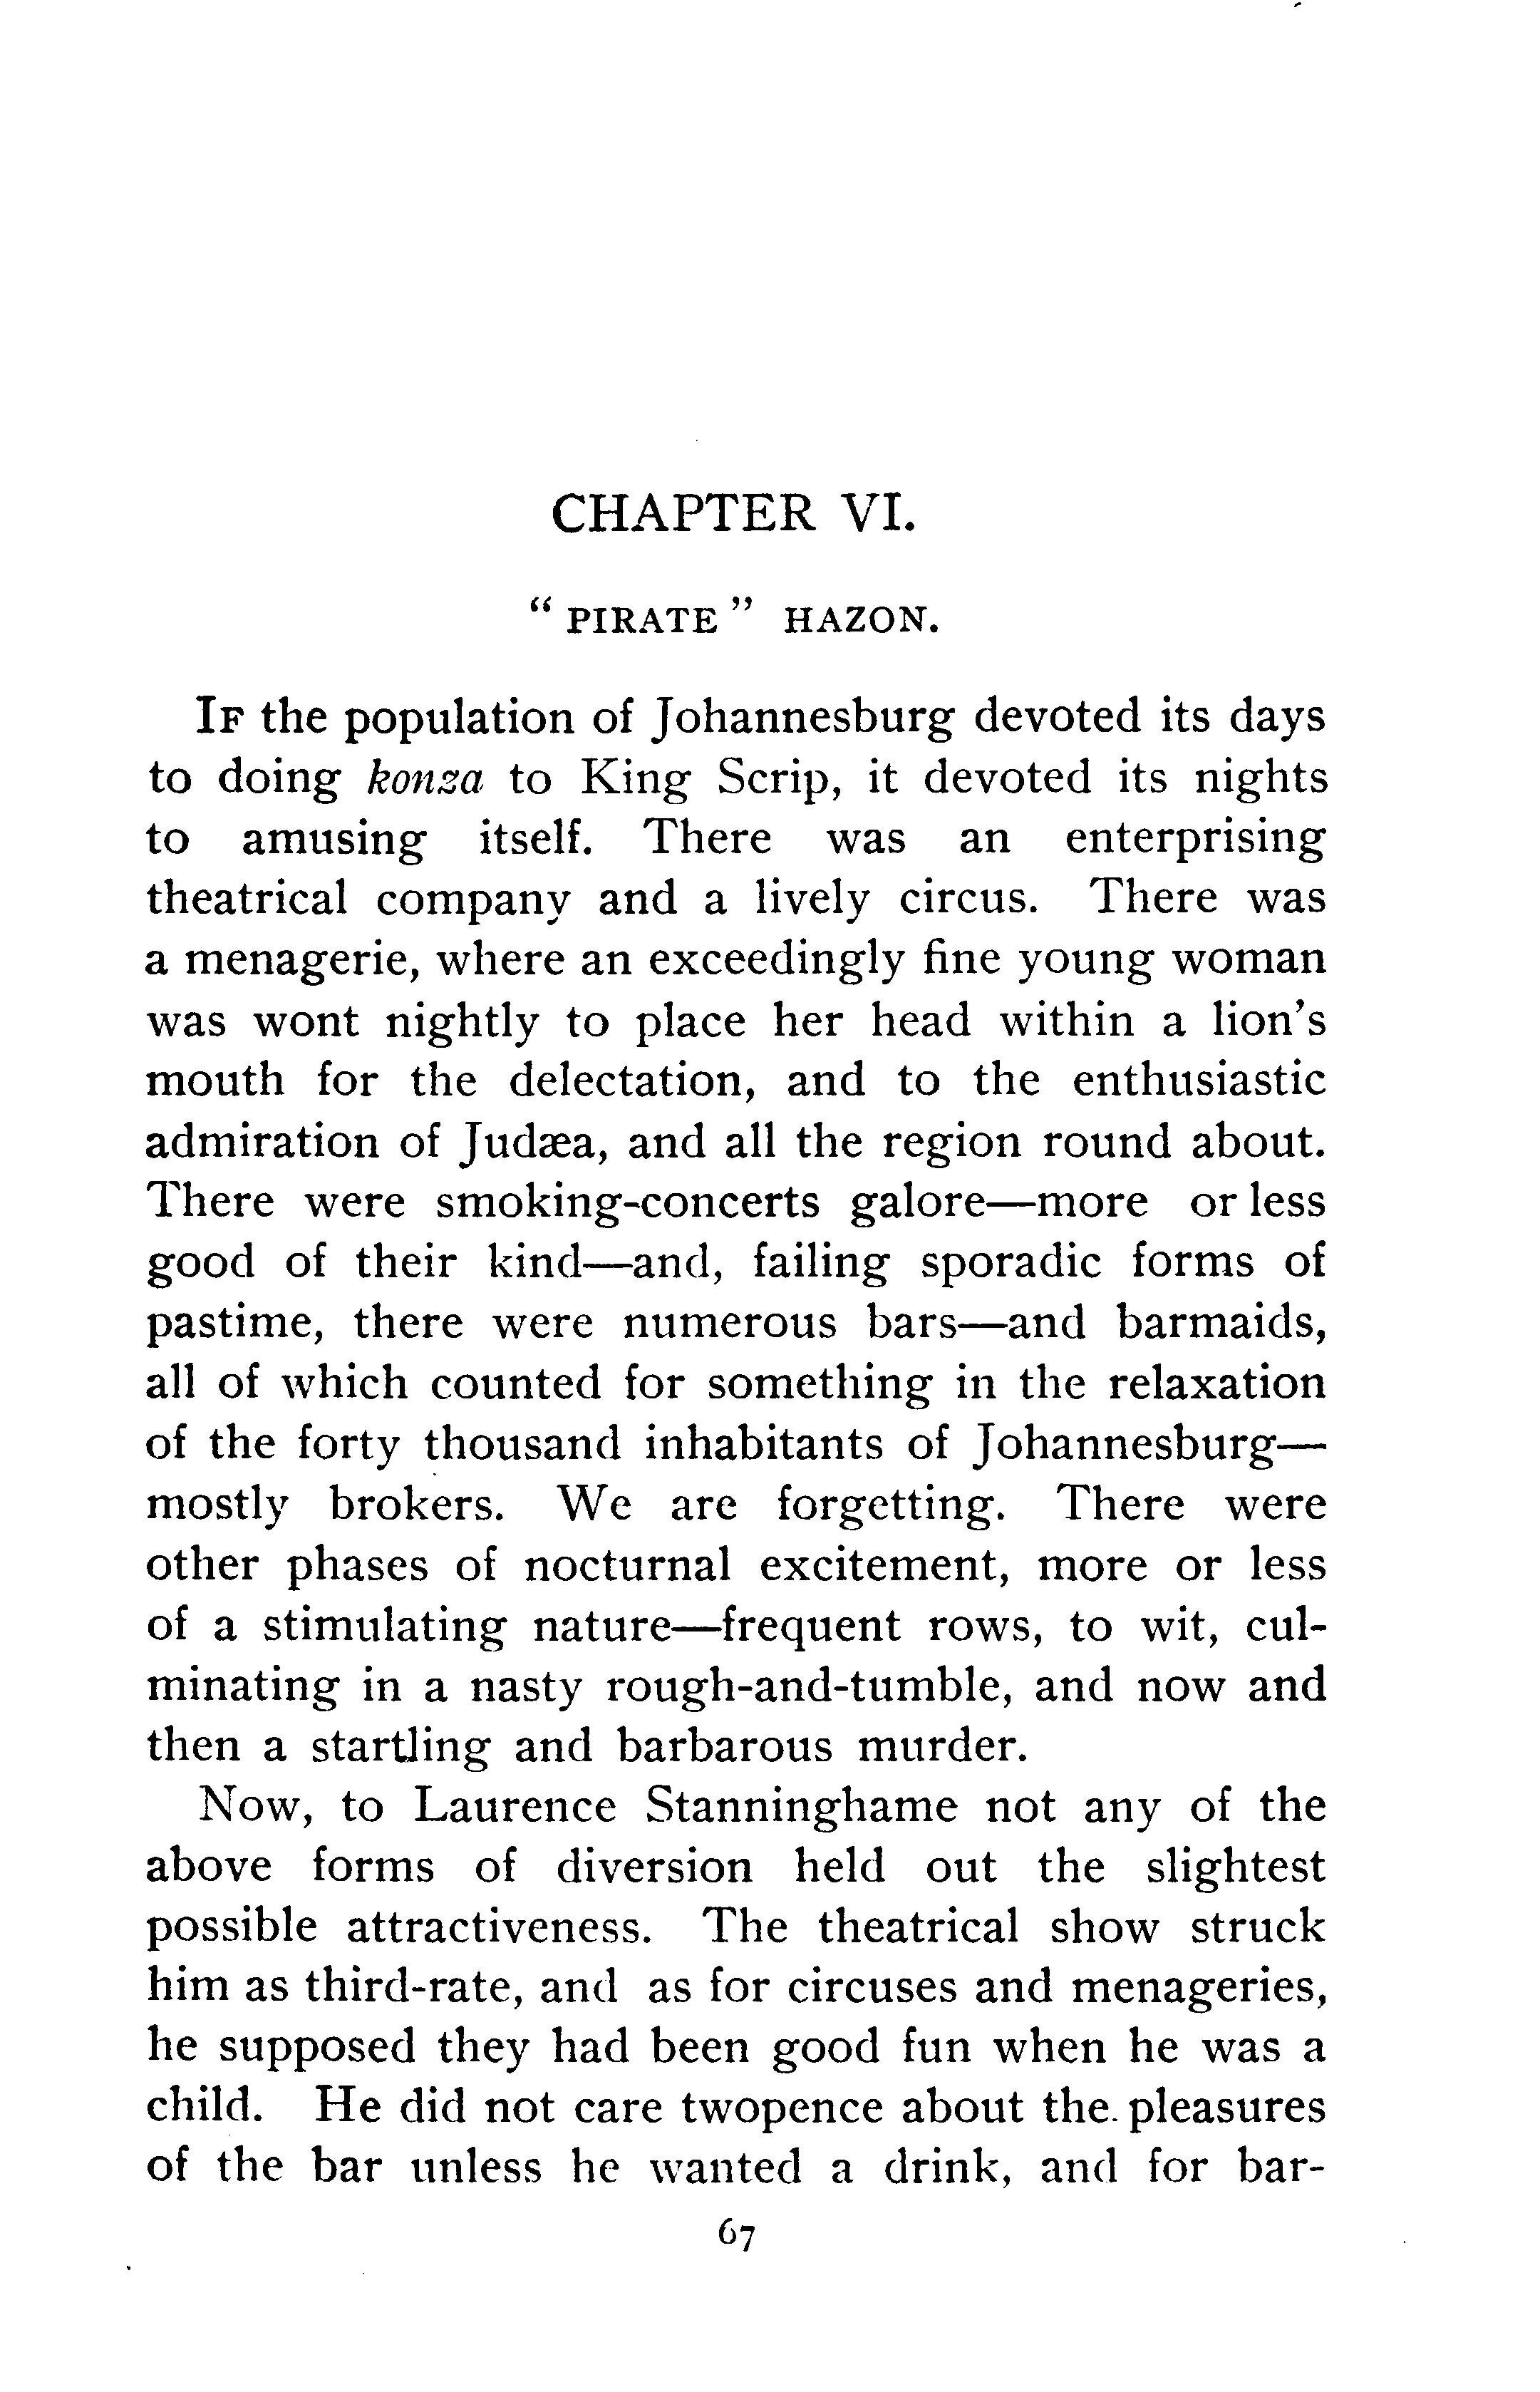 CHAPTER VI.
“ PIRATE ” HAZON.
IF the population of Johannesburg devoted its days
to doing konza to King Scrip, it devoted its nights
to amusing itself. There was an enterprising
theatrical company and a lively circus. There was
a menagerie, where an exceedingly fine young woman
was wont nightly to place her head within a lion's
mouth for the delectation, and to the enthusiastic
admiration of Judæa, and all the region round about.
There were smoking-concerts galore—more or less
good of their kind—and, failing sporadic forms of
pastime, there were numerous bars—and barmaids,
all of which counted for something in the relaxation
of the forty thousand inhabitants of Johannesburg—
mostly brokers. We are forgetting. There were
other phases of nocturnal excitement, more or less
of a stimulating nature—frequent rows, to wit, cul-
minating in a nasty rough-and-tumble, and now and
then a startling and barbarous murder.
Now, to Laurence Stanninghame not any of the
above forms of diversion held out the slightest
possible attractiveness. The theatrical show struck
him as third-rate, and as for circuses and menageries,
he supposed they had been good fun when he was a
child. He did not care twopence about the pleasures
of the bar unless he wanted a drink, and for bar-
67